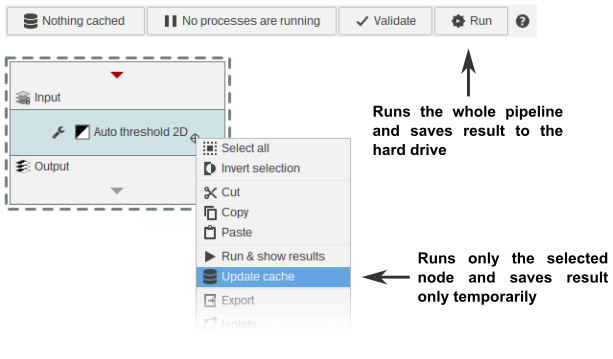 Nothing cached
No processes are running
Validate
Run
Runs the whole pipeline
and saves result to the
hard drive
Input
Auto threshold 2D
Output
Select all
Invert selection
Cut
Copy
Paste
Run & show results
Update cache
Export
Isolate
Runs only the selected
node and saves result
only temporarily